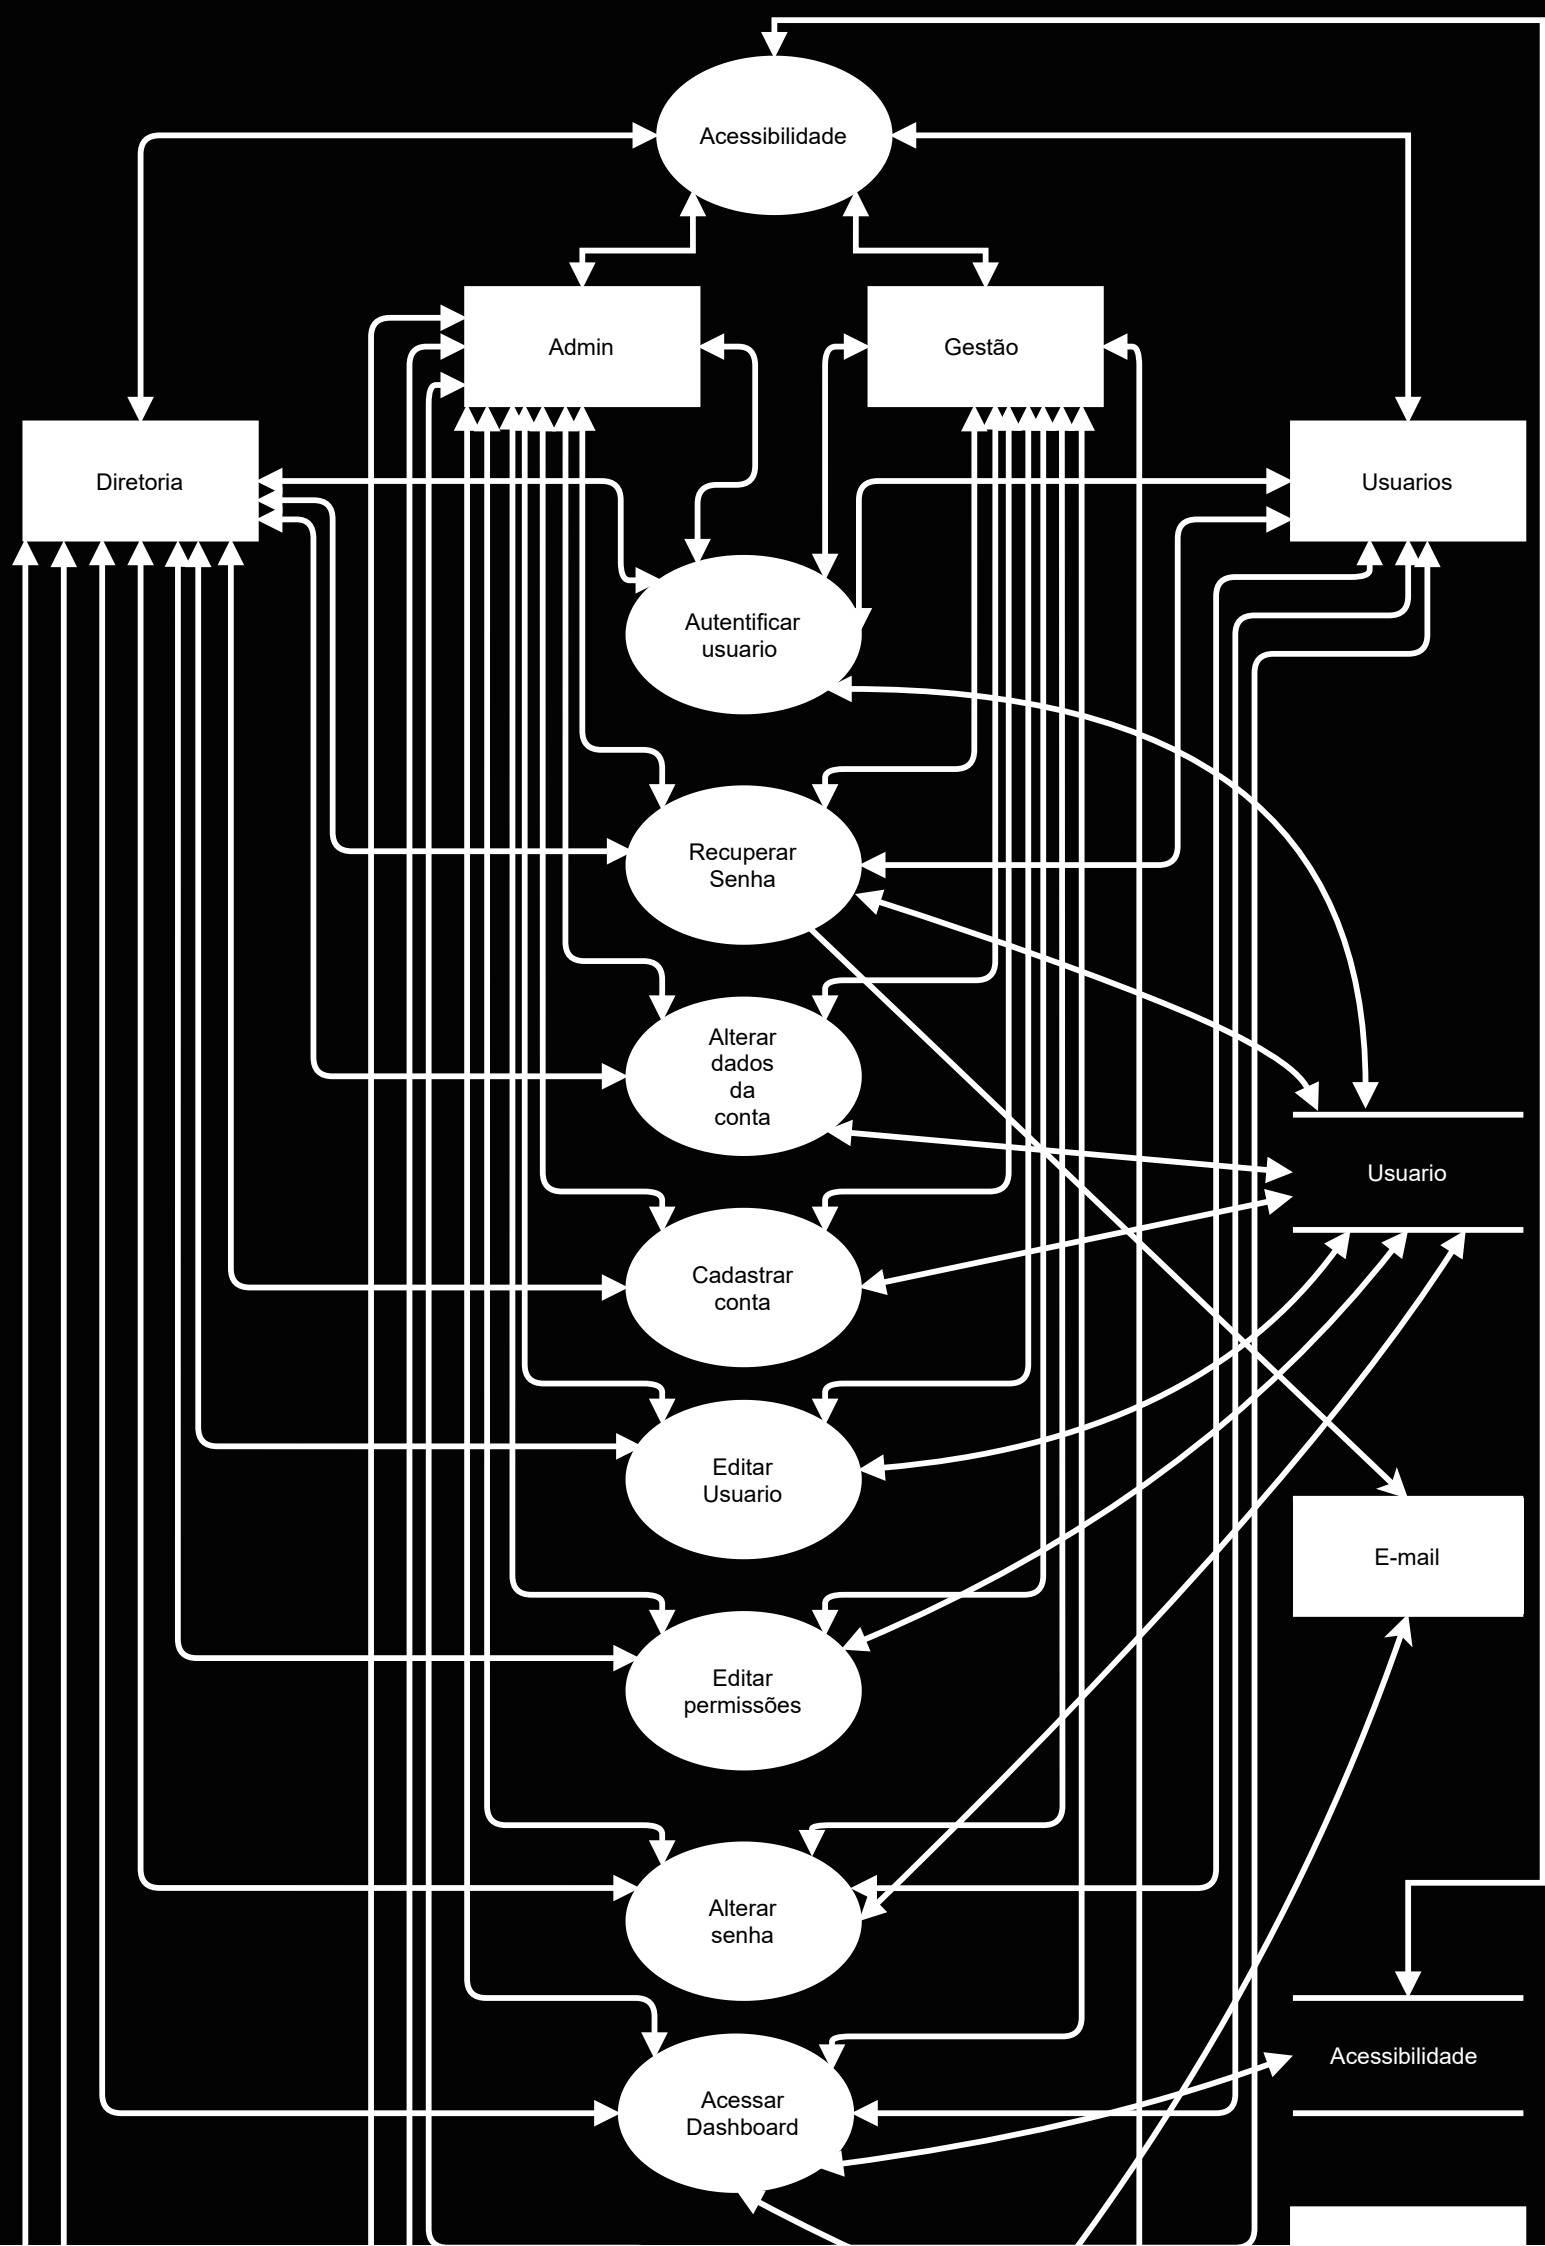 Acessibilidade
Admin
Gestão
Diretoria
Usuarios
Autentificar
usuario
Recuperar
Senha
Alterar
dados
da
conta
Usuario
Cadastrar
conta
Editar
Usuario
E-mail
Editar
permissões
Alterar
senha
Acessibilidade
Acessar
Dashboard